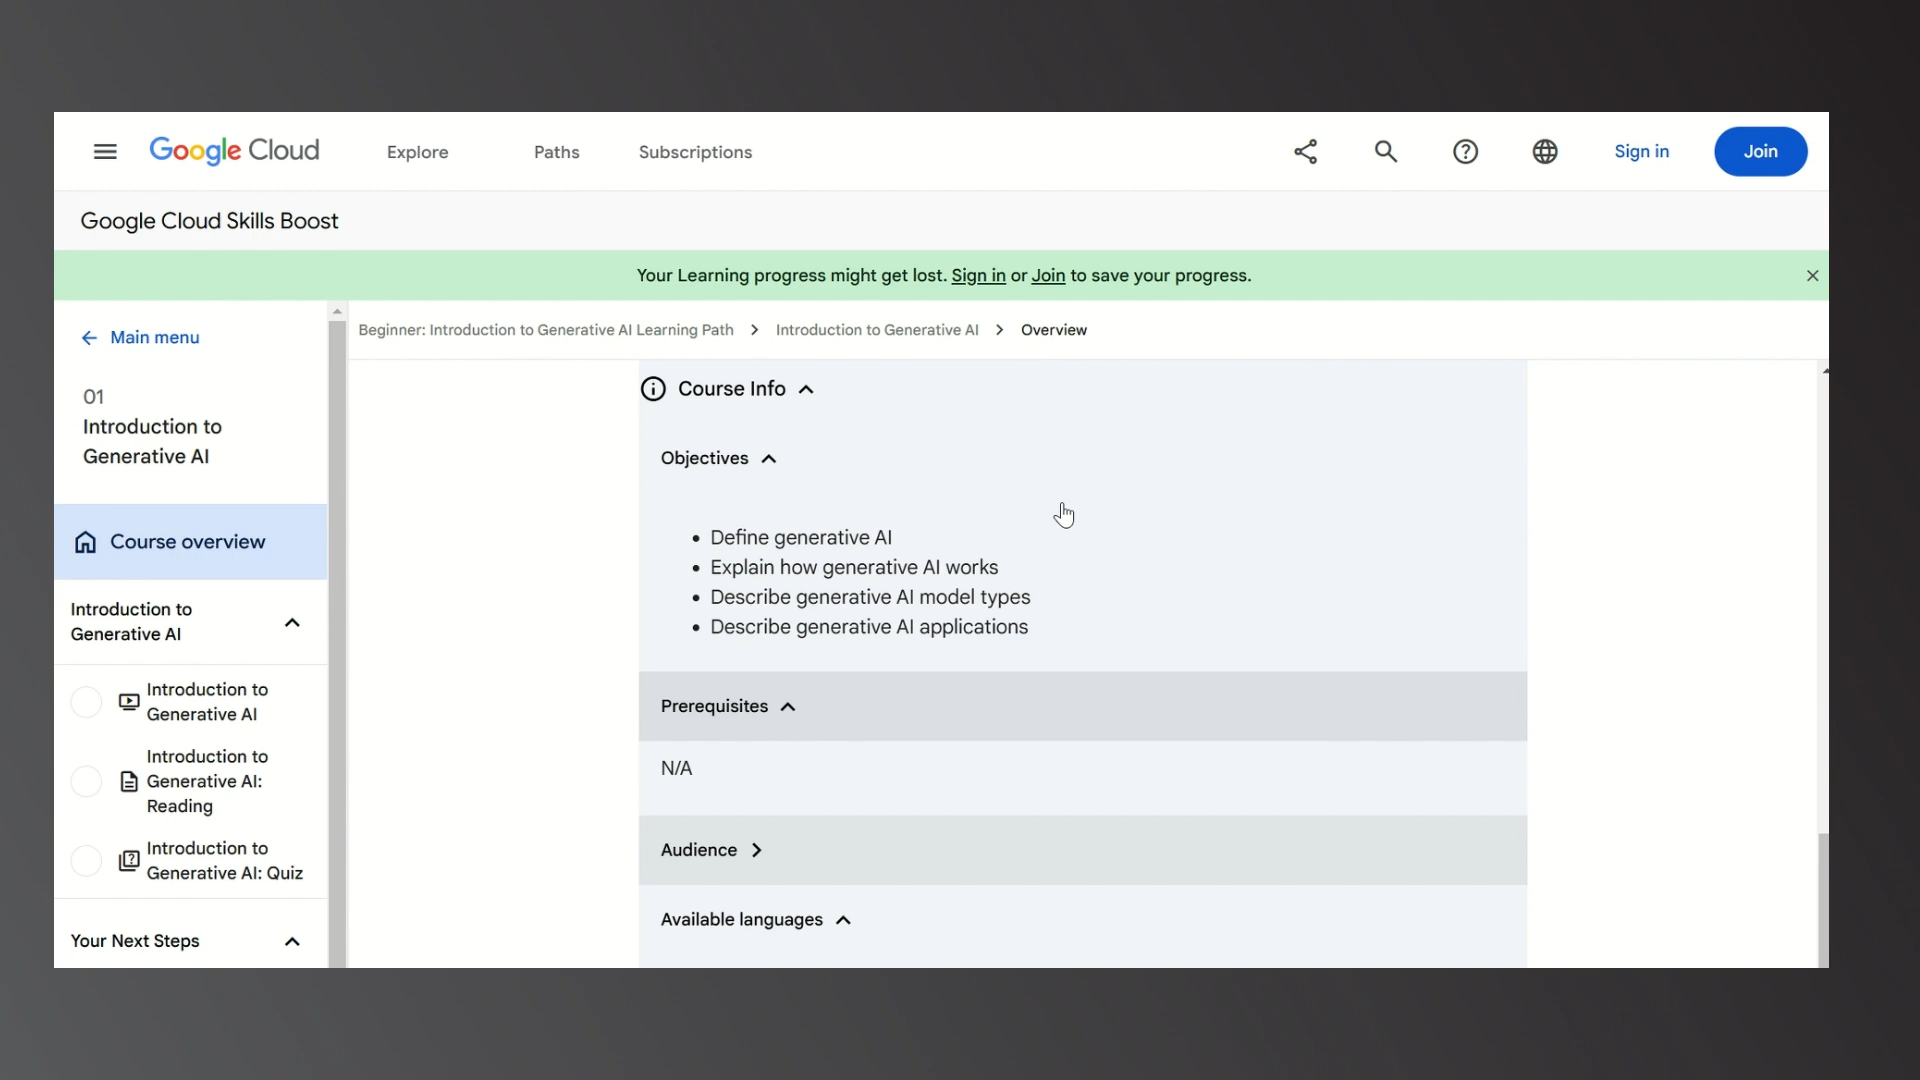 Google Cloud
Explore
Paths
Subscriptions
Sign in
Join
Google Cloud Skills Boost
Your Learning progress might get lost. Sign in or Join to save your progress.
Main menu
01
Introduction to
Generative AI
Course overview
Introduction to
Generative AI
Introduction to
Generative AI
Introduction to
Generative AI:
Reading
Introduction to
Generative AI: Quiz
Your Next Steps
Beginner: Introduction to Generative AI Learning Path > Introduction to Generative AI > Overview
Course Info
Objectives
• Define generative AI
• Explain how generative AI works
• Describe generative AI model types
• Describe generative AI applications
Prerequisites
N/A
Audience
Available languages